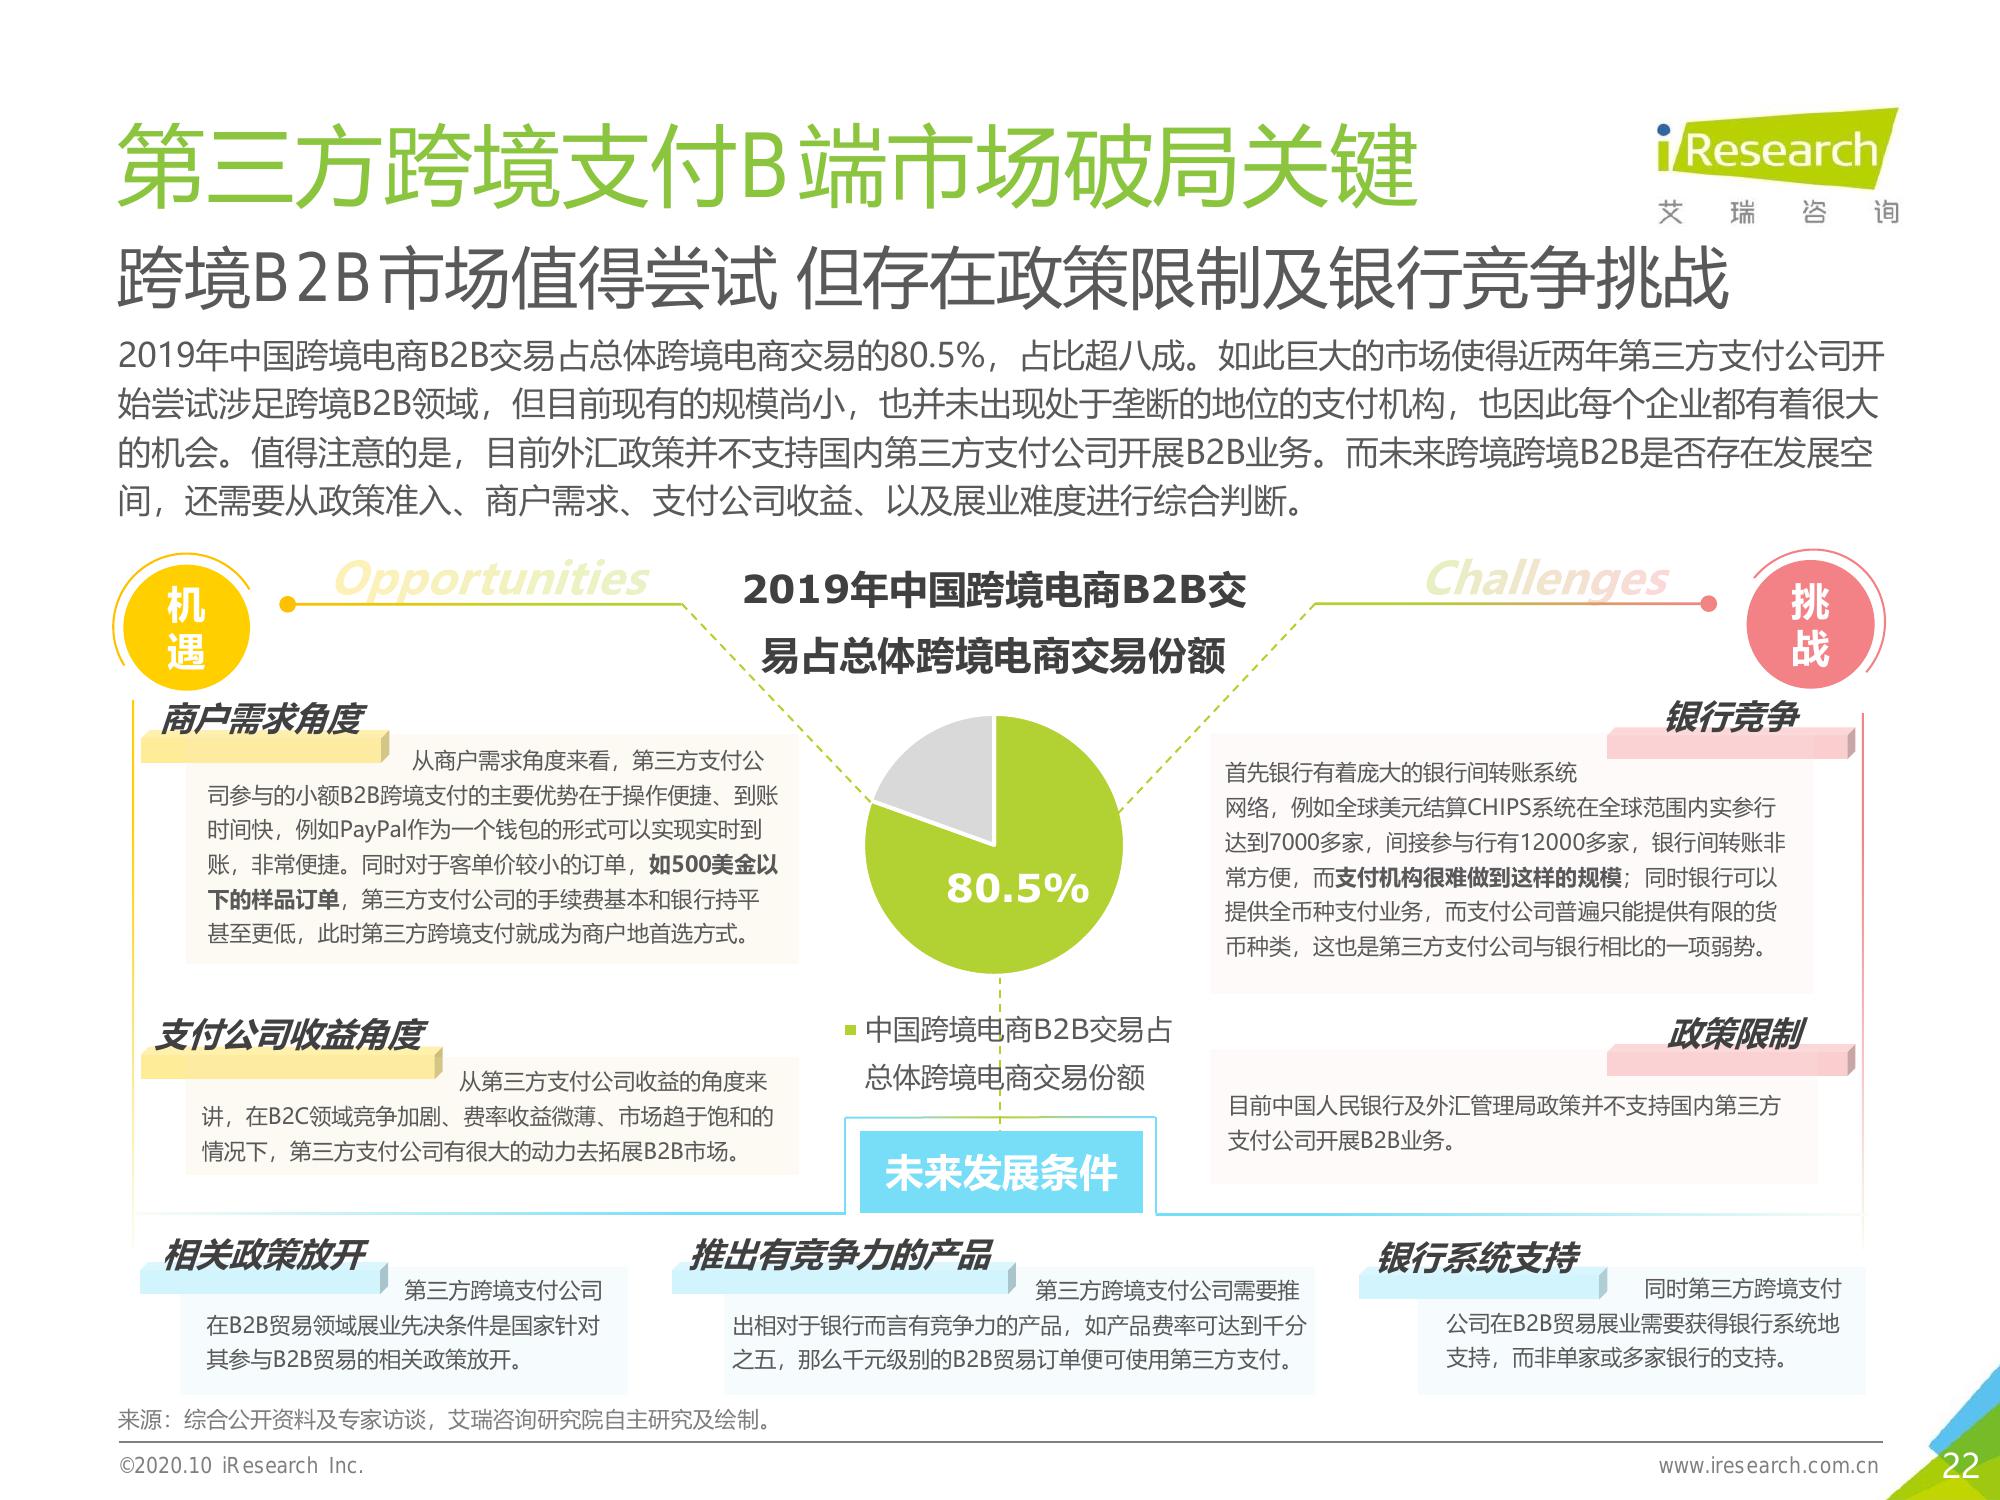 第三方跨境支付B端市场破局关键
iResearch
艾瑞咨询
跨境B2B市场值得尝试 但存在政策限制及银行竞争挑战
2019年中国跨境电商B2B交易占总体跨境电商交易的80.5%，占比超八成。如此巨大的市场使得近两年第三方支付公司开
始尝试涉足跨境B2B领域，但目前现有的规模尚小，也并未出现处于垄断的地位的支付机构，也因此每个企业都有着很大
的机会。值得注意的是，目前外汇政策并不支持国内第三方支付公司开展B2B业务。而未来跨境跨境B2B是否存在发展空
间，还需要从政策准入、商户需求、支付公司收益、以及展业难度进行综合判断。
机
遇
Opportunities
商户需求角度
从商户需求角度来看，第三方支付公
司参与的小额B2B跨境支付的主要优势在于操作便捷、到账
时间快，例如PayPal作为一个钱包的形式可以实现实时到
账，非常便捷。同时对于客单价较小的订单，如500美金以
下的样品订单，第三方支付公司的手续费基本和银行持平
甚至更低，此时第三方跨境支付就成为商户地首选方式。
支付公司收益角度
从第三方支付公司收益的角度来
讲，在B2C领域竞争加剧、费率收益微薄、市场趋于饱和的
情况下，第三方支付公司有很大的动力去拓展B2B市场。
2019年中国跨境电商B2B交
易占总体跨境电商交易份额
80.5%
中国跨境电商B2B交易占
总体跨境电商交易份额
Challenges
挑
战
银行竞争
首先银行有着庞大的银行间转账系统
网络，例如全球美元结算CHIPS系统在全球范围内实参行
达到7000多家，间接参与行有12000多家，银行间转账非
常方便，而支付机构很难做到这样的规模；同时银行可以
提供全币种支付业务，而支付公司普遍只能提供有限的货
币种类，这也是第三方支付公司与银行相比的一项弱势。
政策限制
目前中国人民银行及外汇管理局政策并不支持国内第三方
支付公司开展B2B业务。
未来发展条件
相关政策放开
第三方跨境支付公司
在B2B贸易领域展业先决条件是国家针对
其参与B2B贸易的相关政策放开。
推出有竞争力的产品
第三方跨境支付公司需要推
出相对于银行而言有竞争力的产品，如产品费率可达到千分
之五，那么千元级别的B2B贸易订单便可使用第三方支付。
银行系统支持
同时第三方跨境支付
公司在B2B贸易展业需要获得银行系统地
支持，而非单家或多家银行的支持。
来源：综合公开资料及专家访谈，艾瑞咨询研究院自主研究及绘制。
©2020.10 iResearch Inc.
www.iresearch.com.cn
22